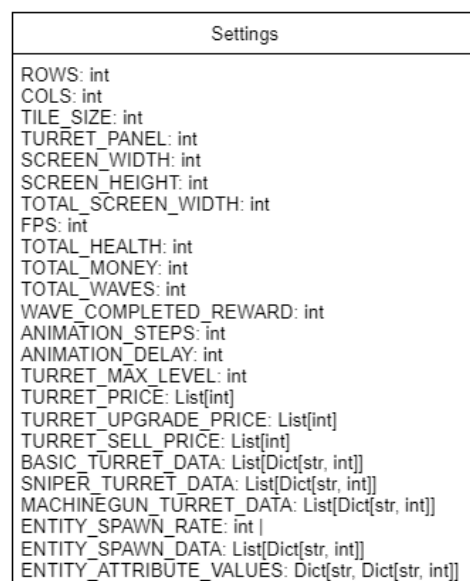 Settings
ROWS: int
COLS: int
TILE_SIZE: int
TURRET_PANEL: int
SCREEN_WIDTH: int
SCREEN_HEIGHT: int
TOTAL_SCREEN_WIDTH: int
FPS: int
TOTAL_HEALTH: int
TOTAL_MONEY: int
TOTAL_WAVES: int
WAVE_COMPLETED_REWARD: int
ANIMATION_STEPS: int
ANIMATION_DELAY: int
TURRET_MAX_LEVEL: int
TURRET_PRICE: List[int]
TURRET_UPGRADE_PRICE: List[int]
TURRET_SELL_PRICE: List[int]
BASIC_TURRET_DATA: List[Dict[str, int]]
SNIPER_TURRET_DATA: List[Dict[str, int]]
MACHINEGUN_TURRET_DATA: List[Dict[str, int]]
ENTITY_SPAWN_RATE: int |
ENTITY_SPAWN_DATA: List[Dict[str, int]]
ENTITY_ATTRIBUTE_VALUES: Dict[str, Dict[str, int]]